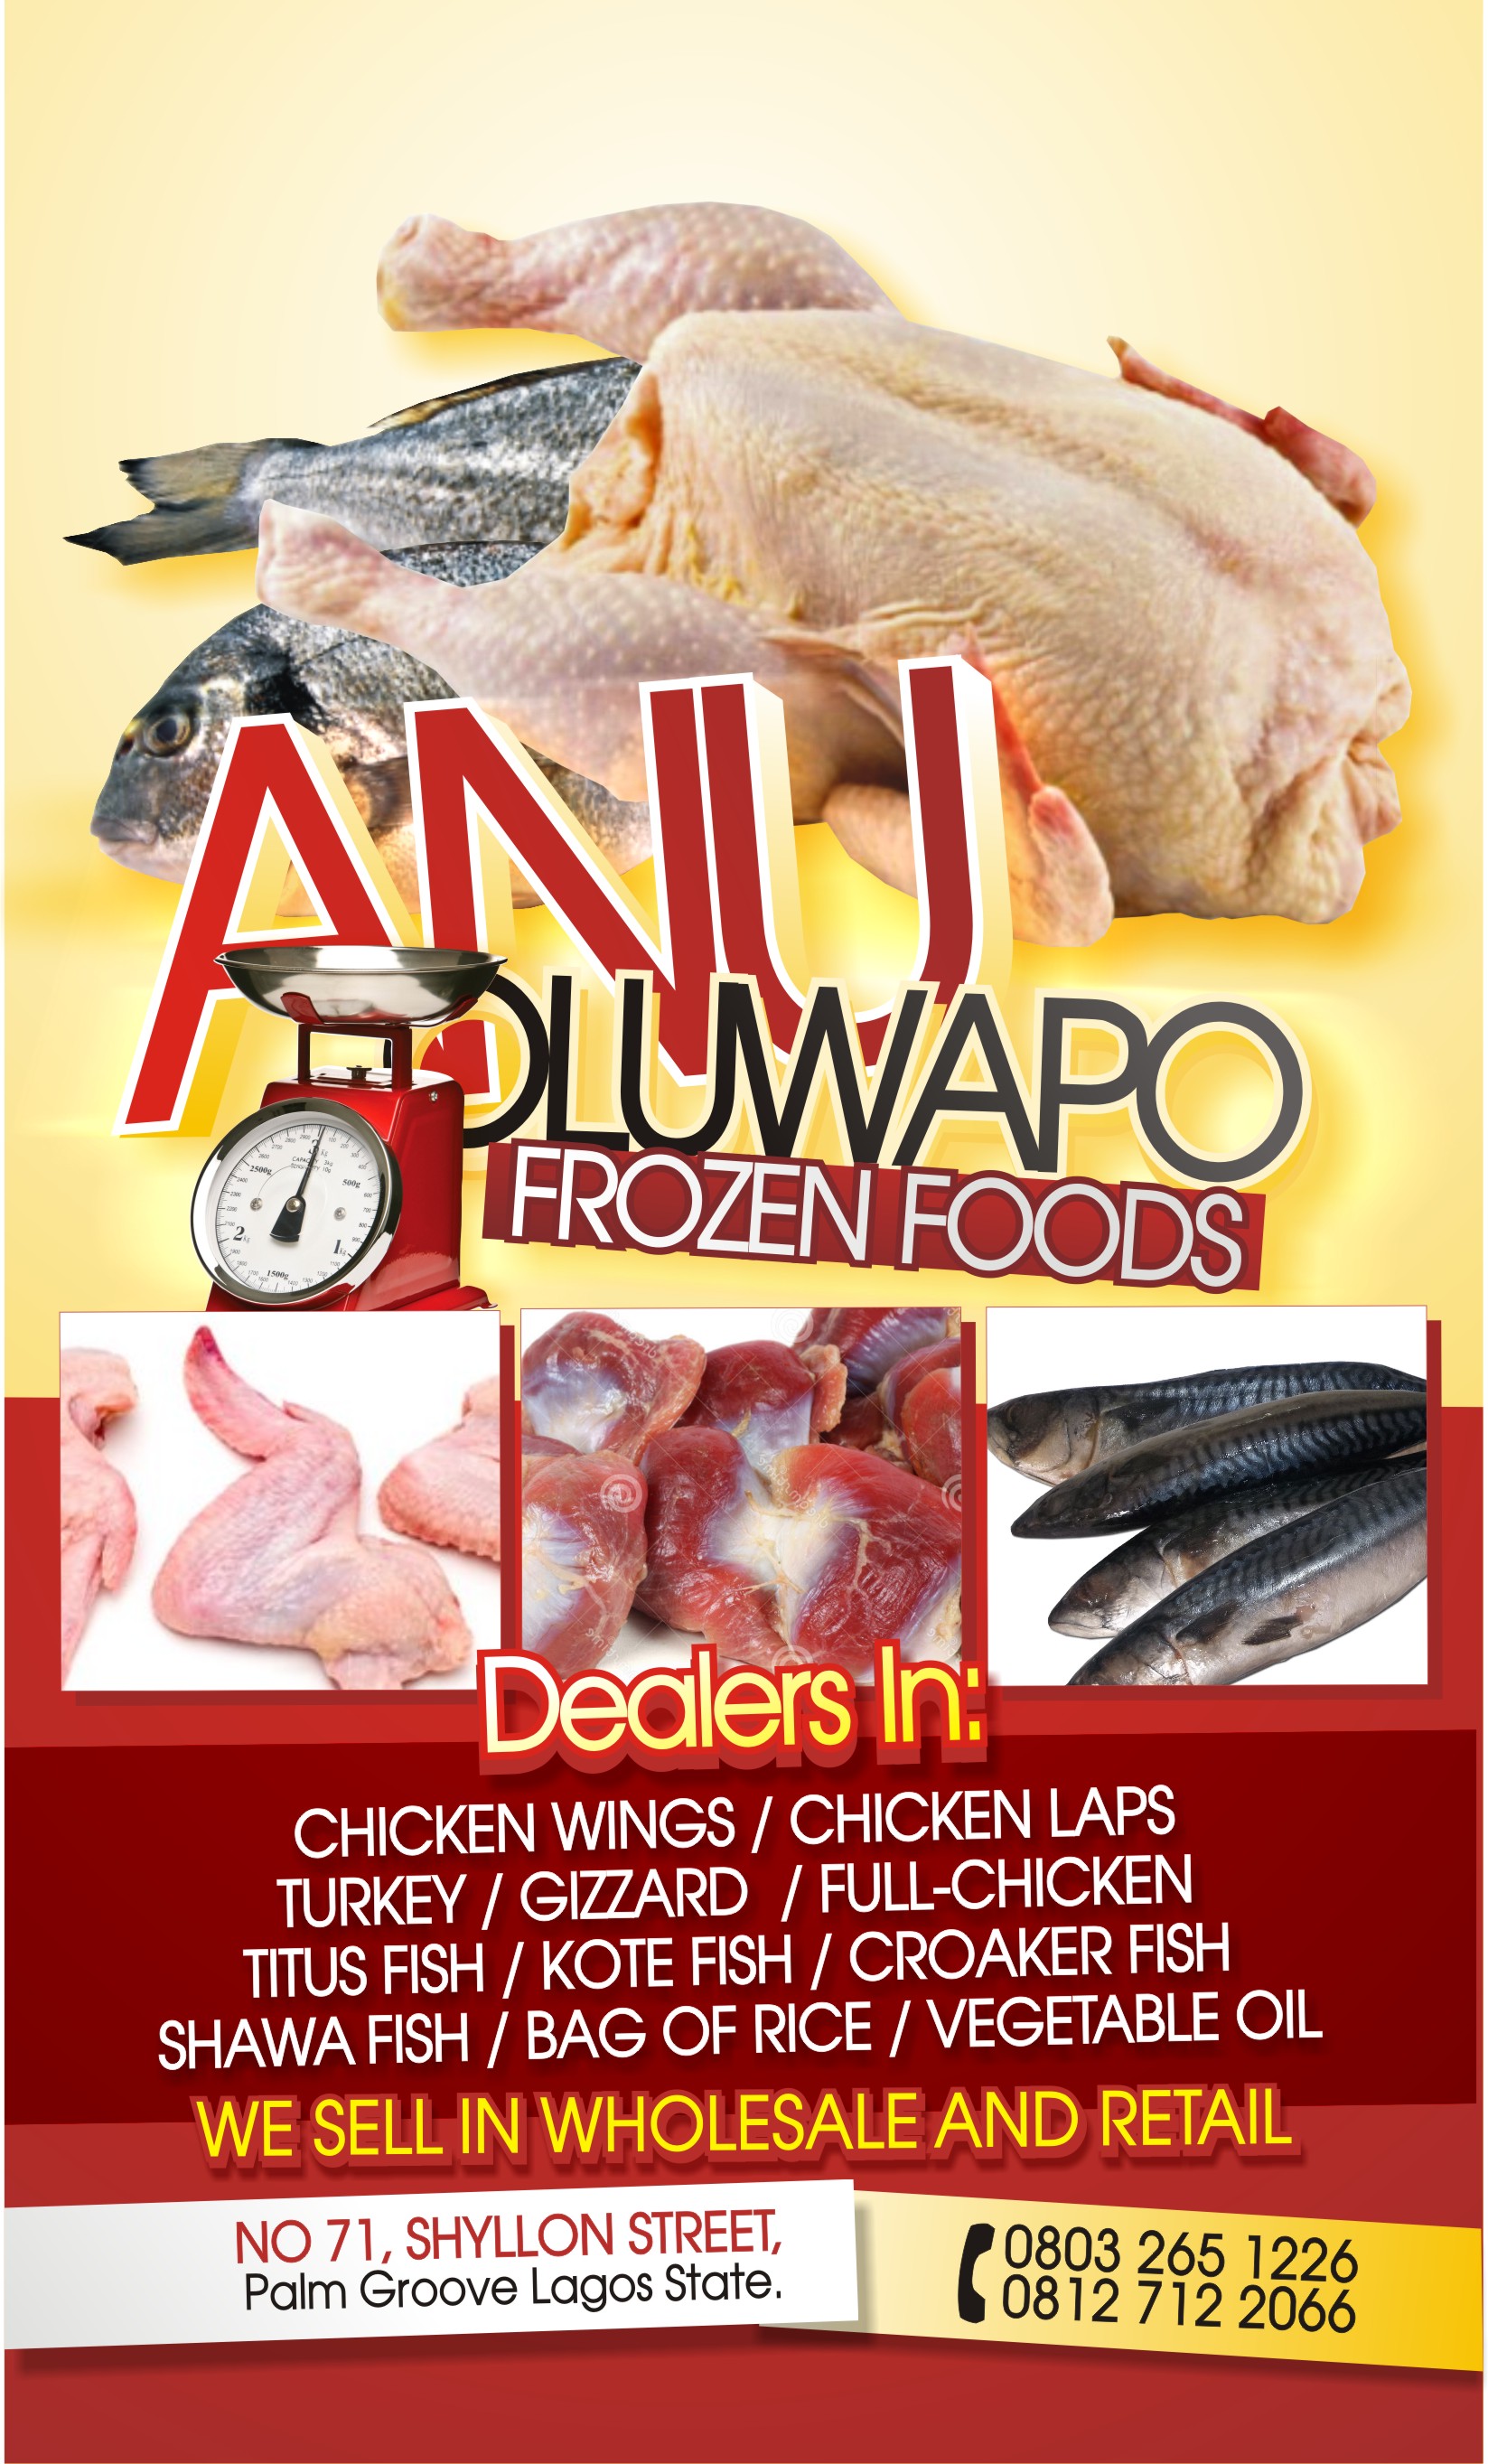 ANU
OLUWAPO
FROZEN FOODS
Dealers In:
CHICKEN WINGS / CHICKEN LAPS
TURKEY / GIZZARD / FULL-CHICKEN
TITUS FISH / KOTE FISH / CROAKER FISH
SHAWA FISH / BAG OF RICE / VEGETABLE OIL
WE SELL IN WHOLESALE AND RETAIL
NO 71, SHYLLON STREET,
Palm Groove Lagos State.
0803 265 1226
0812 712 2066